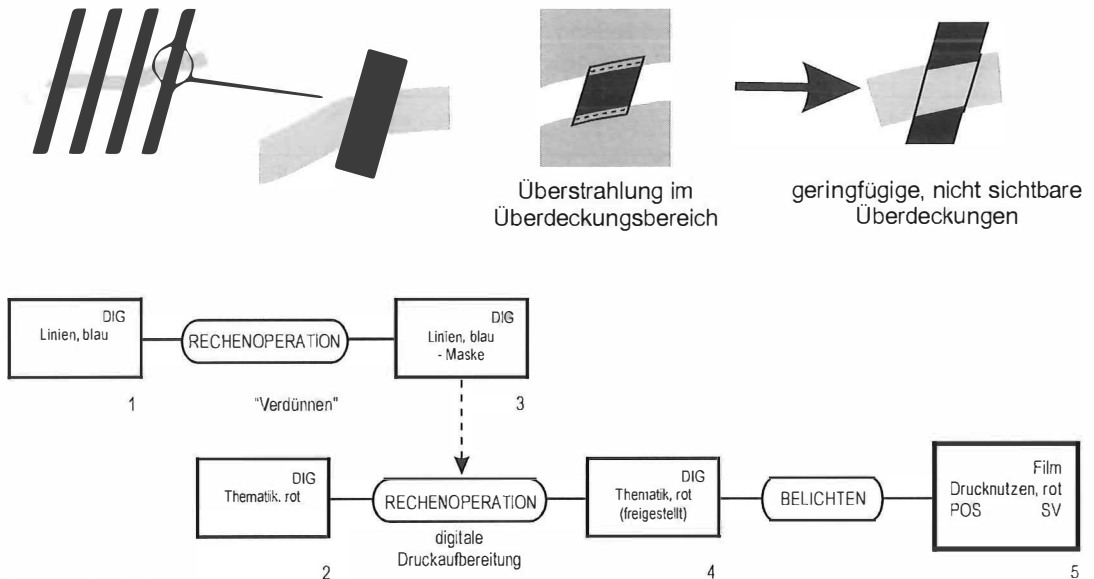 Überstrahlung im
Überdeckungsbereich
geringfügige, nicht sichtbare
Überdeckungen
DIG
Linien, blau
1
RECHENOPERATION
"Verdünnen"
DIG
Linien, blau
- Maske
3
DIG
Thematik. rot
2
RECHENOPERATION
digitale
Druckaufbereitung
DIG
Thematik, rot
(freigestellt)
4
BELICHTEN
Film
Drucknutzen, rot
POS SV
5